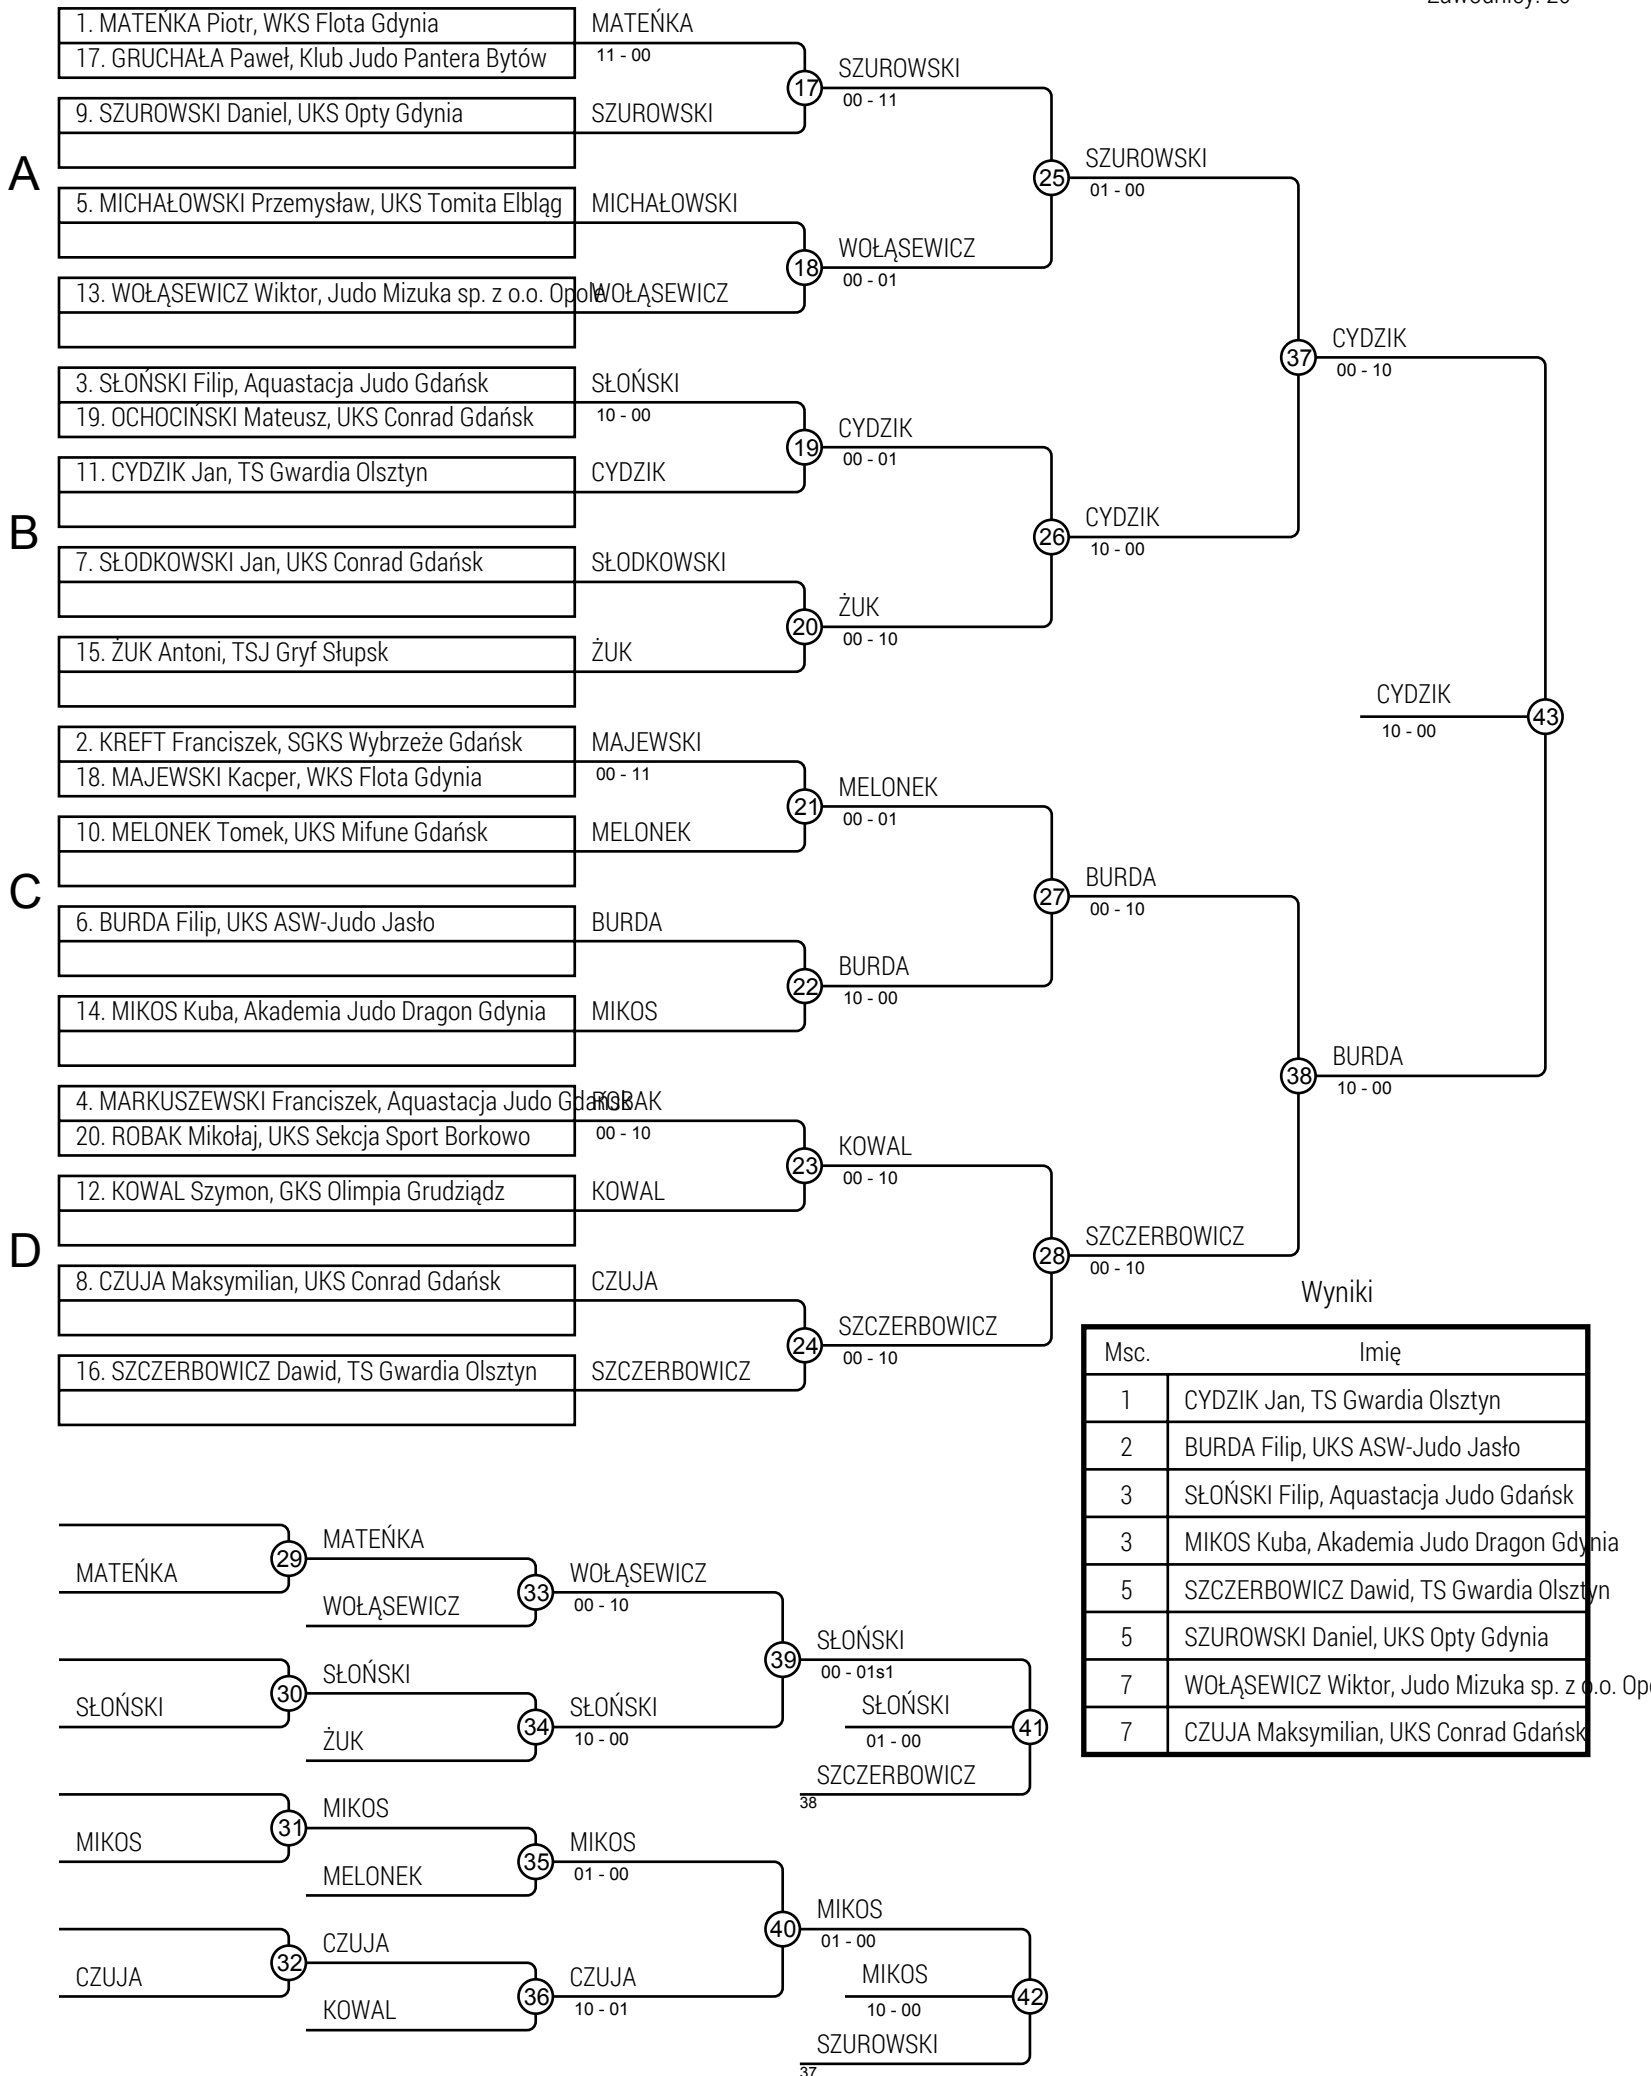 1. MATEŃKA Piotr, WKS Flota Gdynia
17. GRUCHAŁA Paweł, Klub Judo Pantera Bytów
9. SZUROWSKI Daniel, UKS Opty Gdynia
A
5. MICHAŁOWSKI Przemysław, UKS Tomita Elbląg
13. WOŁĄSEWICZ Wiktor, Judo Mizuka sp. z o.o. Opole
3. SŁOŃSKI Filip, Aquastacja Judo Gdańsk
19. OCHOCIŃSKI Mateusz, UKS Conrad Gdańsk
11. CYDZIK Jan, TS Gwardia Olsztyn
B
7. SŁODKOWSKI Jan, UKS Conrad Gdańsk
15. ŻUK Antoni, TSJ Gryf Słupsk
2. KREFT Franciszek, SGKS Wybrzeże Gdańsk
18. MAJEWSKI Kacper, WKS Flota Gdynia
10. MELONEK Tomek, UKS Mifune Gdańsk
C
6. BURDA Filip, UKS ASW-Judo Jasło
14. MIKOS Kuba, Akademia Judo Dragon Gdynia
4. MARKUSZEWSKI Franciszek, Aquastacja Judo Gdańsk
20. ROBAK Mikołaj, UKS Sekcja Sport Borkowo
12. KOWAL Szymon, GKS Olimpia Grudziądz
D
8. CZUJA Maksymilian, UKS Conrad Gdańsk
16. SZCZERBOWICZ Dawid, TS Gwardia Olsztyn
MATEŃKA
11 - 00
SZUROWSKI
MICHAŁOWSKI
WOŁĄSEWICZ
SŁOŃSKI
10 - 00
CYDZIK
SŁODKOWSKI
ŻUK
MAJEWSKI
00 - 11
MELONEK
BURDA
MIKOS
ROBAK
00 - 10
KOWAL
CZUJA
SZCZERBOWICZ
17
SZUROWSKI
00 - 11
18
WOŁĄSEWICZ
00 - 01
19
CYDZIK
00 - 01
20
ŻUK
00 - 10
21
MELONEK
00 - 01
22
BURDA
10 - 00
23
KOWAL
00 - 10
24
SZCZERBOWICZ
00 - 10
25
SZUROWSKI
01 - 00
26
CYDZIK
10 - 00
27
BURDA
00 - 10
28
SZCZERBOWICZ
00 - 10
37
CYDZIK
00 - 10
38
BURDA
10 - 00
CYDZIK
10 - 00
43
Wyniki
Msc. Imię
1 CYDZIK Jan, TS Gwardia Olsztyn
2 BURDA Filip, UKS ASW-Judo Jasło
3 SŁOŃSKI Filip, Aquastacja Judo Gdańsk
3 MIKOS Kuba, Akademia Judo Dragon Gdynia
5 SZCZERBOWICZ Dawid, TS Gwardia Olsztyn
5 SZUROWSKI Daniel, UKS Opty Gdynia
7 WOŁĄSEWICZ Wiktor, Judo Mizuka sp. z o.o.
7 CZUJA Maksymilian, UKS Conrad Gdańsk
MATEŃKA
29
MATEŃKA
WOŁĄSEWICZ
33
WOŁĄSEWICZ
00 - 10
SŁOŃSKI
30
SŁOŃSKI
ŻUK
34
SŁOŃSKI
10 - 00
39
SŁOŃSKI
00 - 01s1
SŁOŃSKI
01 - 00
41
SZCZERBOWICZ
38
MIKOS
31
MIKOS
MELONEK
35
MIKOS
01 - 00
CZUJA
32
CZUJA
KOWAL
36
CZUJA
10 - 01
40
MIKOS
01 - 00
MIKOS
10 - 00
42
SZUROWSKI
37